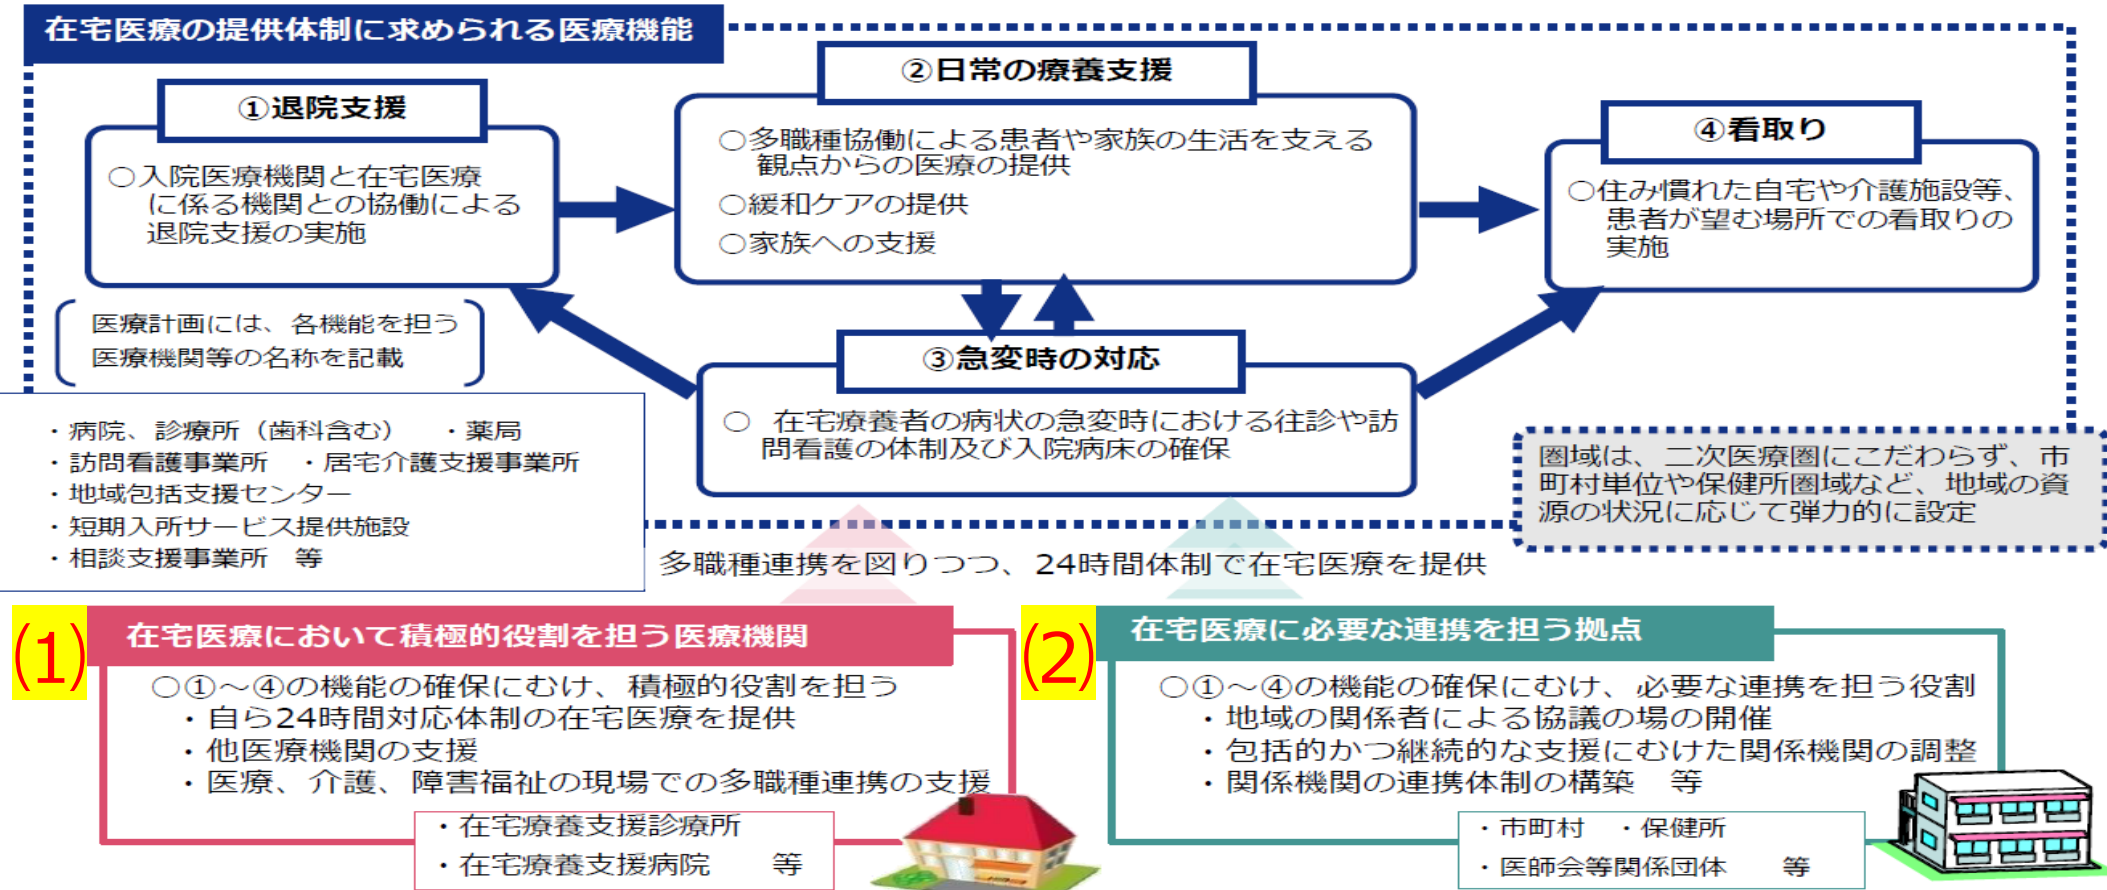 在宅医療の提供体制に求められる医療機能
①退院支援
○入院医療機関と在宅医療
に係る機関との協働による
退院支援の実施
②日常の療養支援
○多職種協働による患者や家族の生活を支える
観点からの医療の提供
○緩和ケアの提供
○家族への支援
④看取り
○住み慣れた自宅や介護施設等、
患者が望む場所での看取りの
実施
医療計画には、各機能を担う
医療機関等の名称を記載
③急変時の対応
○ 在宅療養者の病状の急変時における往診や訪
問看護の体制及び入院病床の確保
・病院、診療所（歯科含む） ・薬局
・訪問看護事業所 ・居宅介護支援事業所
・地域包括支援センター
・短期入所サービス提供施設
・相談支援事業所 等
圏域は、二次医療圏にこだわらず、市
町村単位や保健所圏域など、地域の資
源の状況に応じて弾力的に設定
多職種連携を図りつつ、24時間体制で在宅医療を提供
(1)
在宅医療において積極的役割を担う医療機関
○①～④の機能の確保にむけ、積極的役割を担う
・自ら24時間対応体制の在宅医療を提供
・他医療機関の支援
・医療、介護、障害福祉の現場での多職種連携の支援
・在宅療養支援診療所
・在宅療養支援病院 等
(2)
在宅医療に必要な連携を担う拠点
○①～④の機能の確保にむけ、必要な連携を担う役割
・地域の関係者による協議の場の開催
・包括的かつ継続的な支援にむけた関係機関の調整
・関係機関の連携体制の構築 等
・市町村 ・保健所
・医師会等関係団体 等